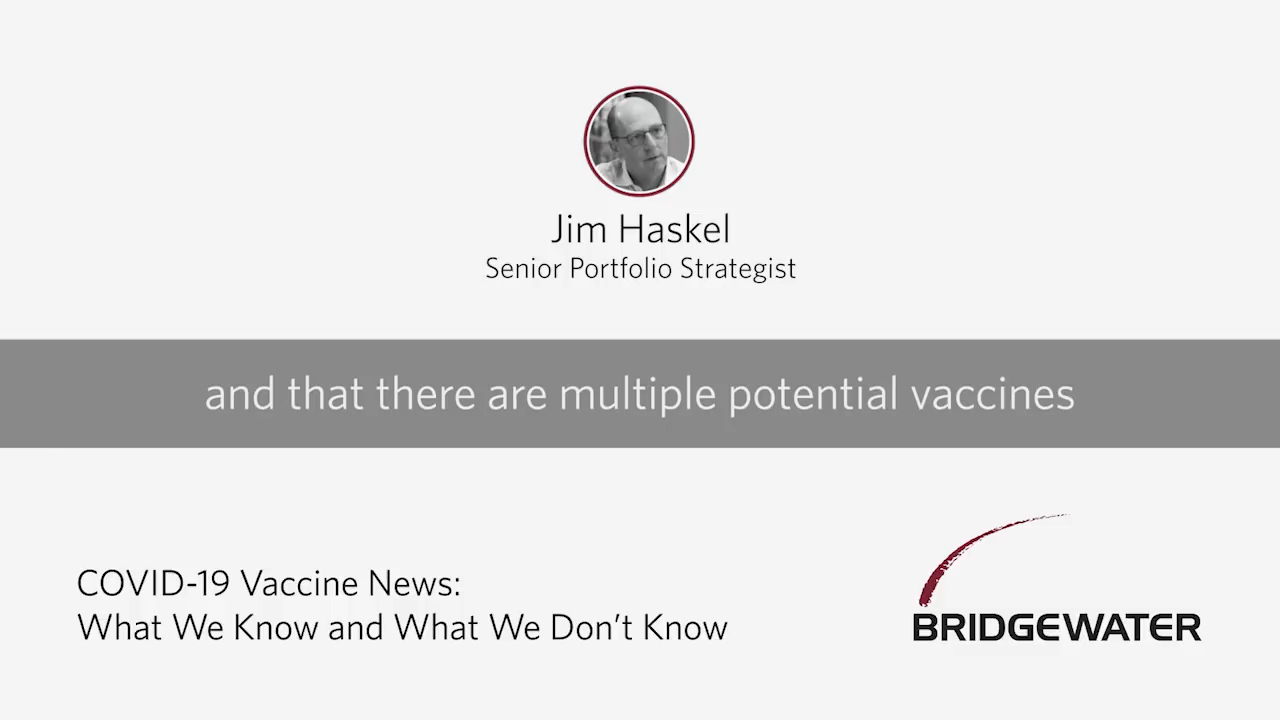 Jim Haskel
Senior Portfolio Strategist
and that there are multiple potential vaccines
COVID-19 Vaccine News:
What We Know and What We Don’t Know
BRIDGEWATER